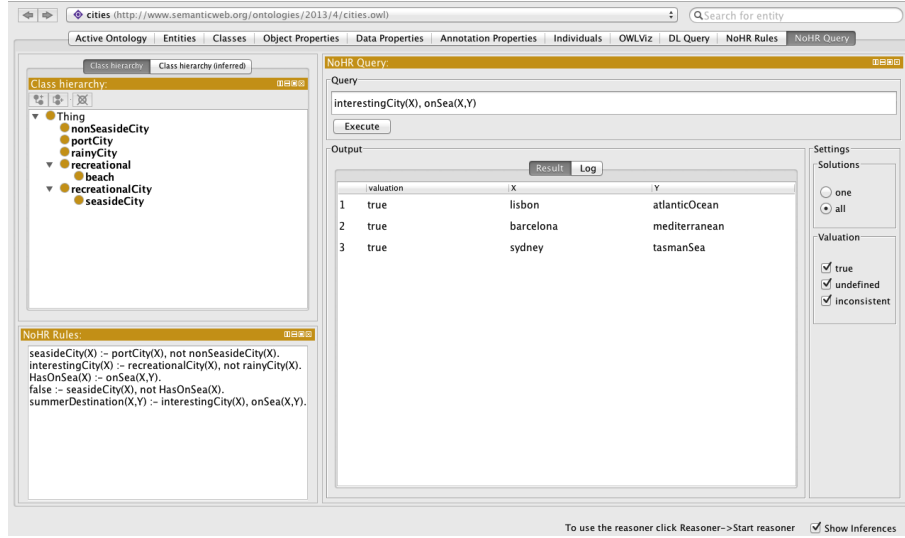 cities (http://www.semanticweb.org/ontologies/2013/4/cities.owl)
Search for entity
Active Ontology Entities Classes Object Properties Data Properties Annotation Properties Individuals OWLViz DL Query NoHR Rules NoHR Query
Class hierarchy Class hierarchy (inferred)
Class hierarchy:
Thing
nonSeasideCity
portCity
rainyCity
recreational
beach
recreationalCity
seasideCity
NoHR Rules:
seasideCity(X) :- portCity(X), not nonSeasideCity(X).
interestingCity(X) :- recreationalCity(X), not rainyCity(X).
HasOnSea(X) :- onSea(X,Y).
false :- seasideCity(X), not HasOnSea(X).
summerDestination(X,Y) :- interestingCity(X), onSea(X,Y).
NoHR Query:
Query
interestingCity(X), onSea(X,Y)
Execute
Output
Result Log
valuation X Y
1 true lisbon atlanticOcean
2 true barcelona mediterranean
3 true sydney tasmanSea
Settings
Solutions
one
all
Valuation
true
undefined
inconsistent
To use the reasoner click Reasoner->Start reasoner Show Inferences